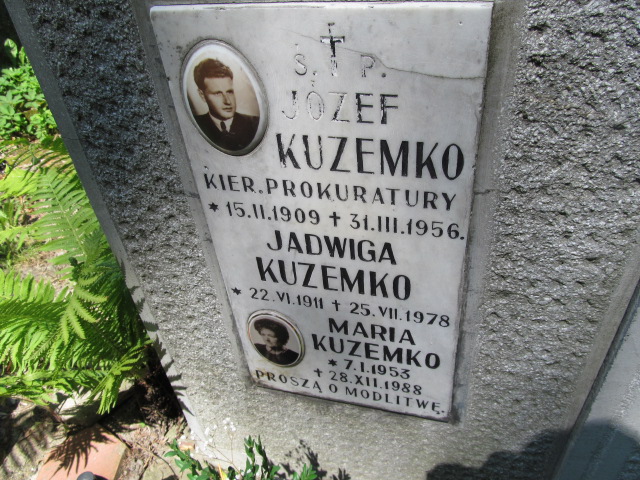 Ś. † P.
JÓZEF
KUZEMKO
KIER. PROKURATURY
* 15.II.1909 + 31.III.1956.
JADWIGA
KUZEMKO
* 22.VI.1911 + 25.VII.1978
MARIA
KUZEMKO
* 7.I.1953
+ 28.XII.1988
PROSZĄ O MODLITWĘ.